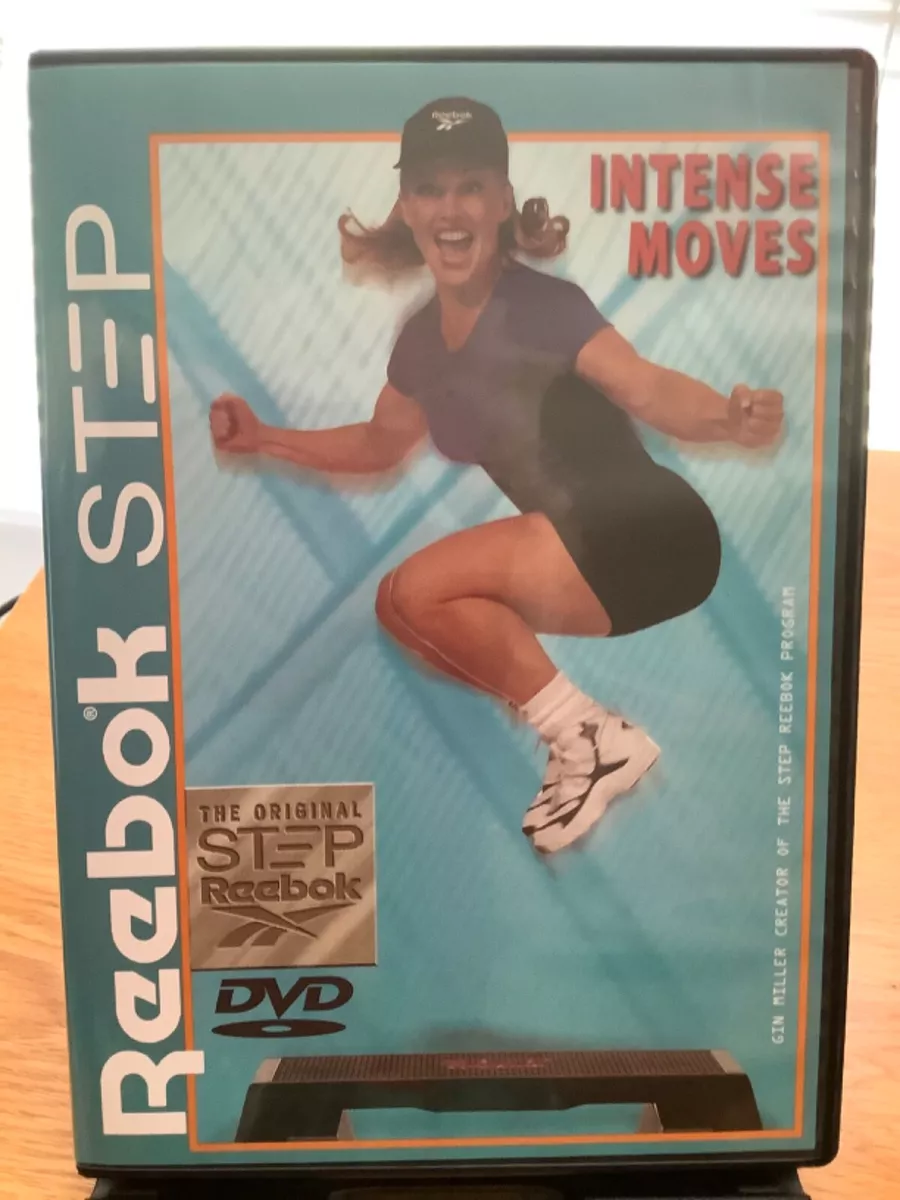 Reebok
INTENSE
MOVES
Reebok® STEP
GIN MILLER CREATOR OF THE STEP REEBOK PROGRAM
THE ORIGINAL
STEP
Reebok
DVD